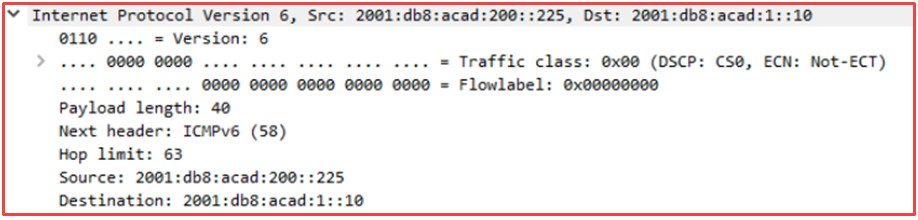 Internet Protocol Version 6, Src: 2001:db8:acad:200::225, Dst: 2001:db8:acad:1::10
0110 .... = Version: 6
.... 0000 0000 .... .... .... .... .... = Traffic class: 0x00 (DSCP: CS0, ECN: Not-ECT)
.... .... .... 0000 0000 0000 0000 0000 = Flowlabel: 0x00000000
Payload length: 40
Next header: ICMPv6 (58)
Hop limit: 63
Source: 2001:db8:acad:200::225
Destination: 2001:db8:acad:1::10